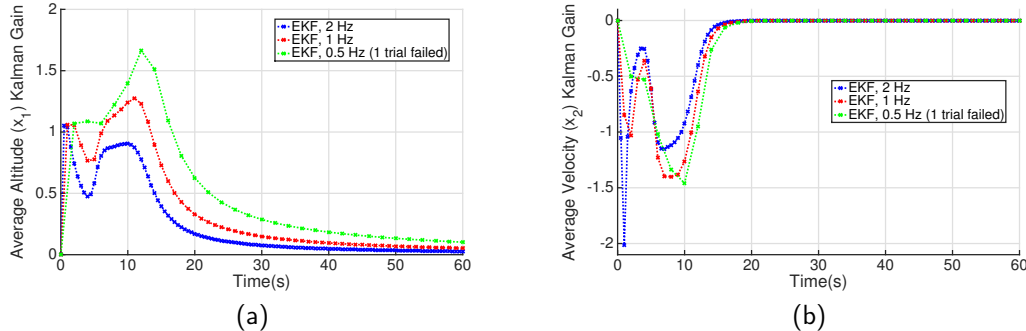 Average Altitude (x1) Kalman Gain
2
1.5
1
0.5
0
0 10 20 30 40 50 60
Time(s)
EKF, 2 Hz
EKF, 1 Hz
EKF, 0.5 Hz (1 trial failed)
(a)
Average Velocity (x2) Kalman Gain
0
-0.5
-1
-1.5
-2
0 10 20 30 40 50 60
Time(s)
EKF, 2 Hz
EKF, 1 Hz
EKF, 0.5 Hz (1 trial failed)
(b)